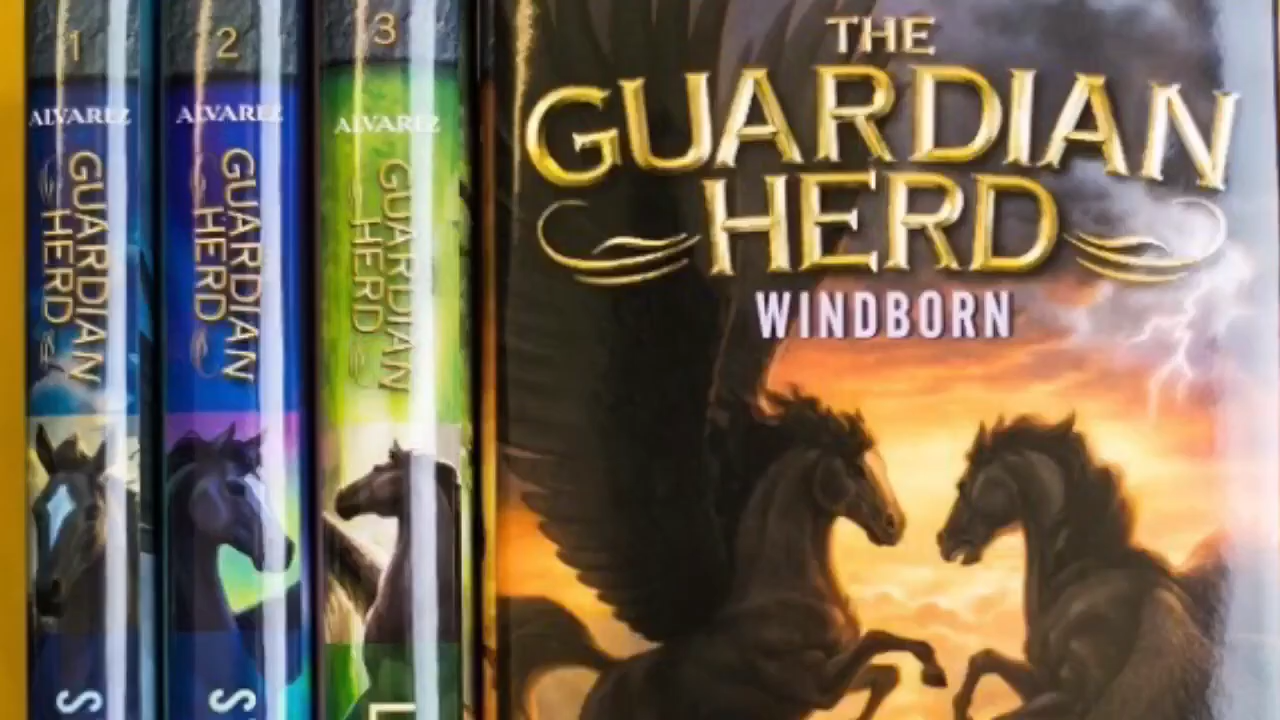 1
ALVAREZ
GUARDIAN
HERD
S
2
ALVAREZ
GUARDIAN
HERD
S
3
ALVAREZ
GUARDIAN
HERD
L
THE
GUARDIAN
HERD
WINDBORN